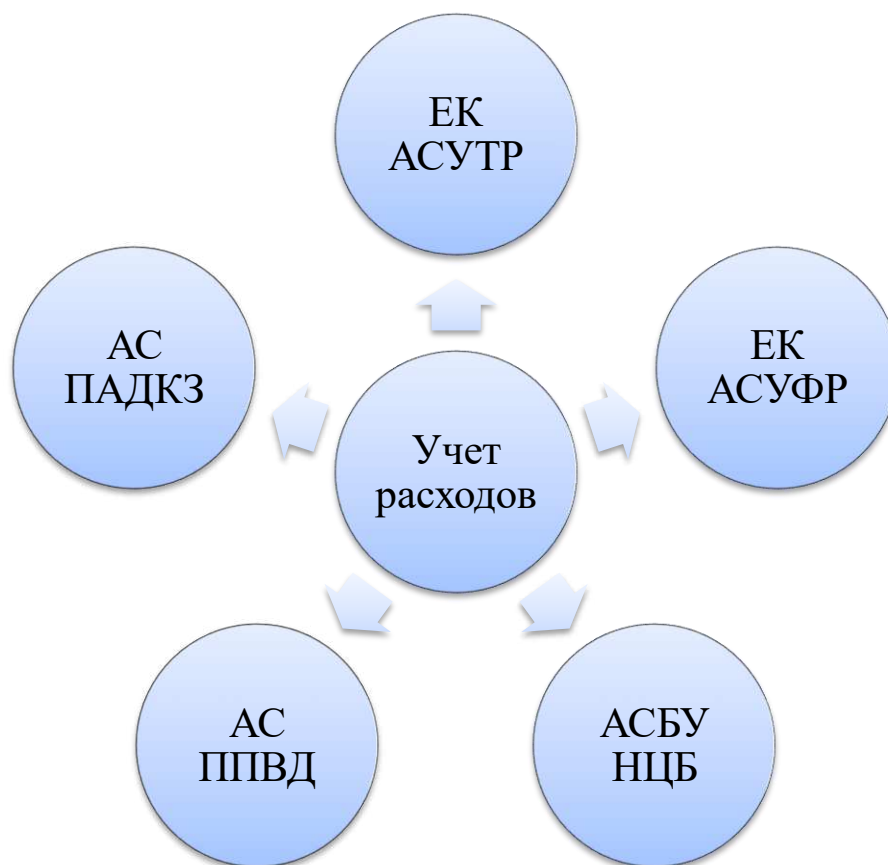 ЕК
АСУТР
АС
ПАДКЗ
ЕК
АСУФР
Учет
расходов
АС
ППВД
АСБУ
НЦБ